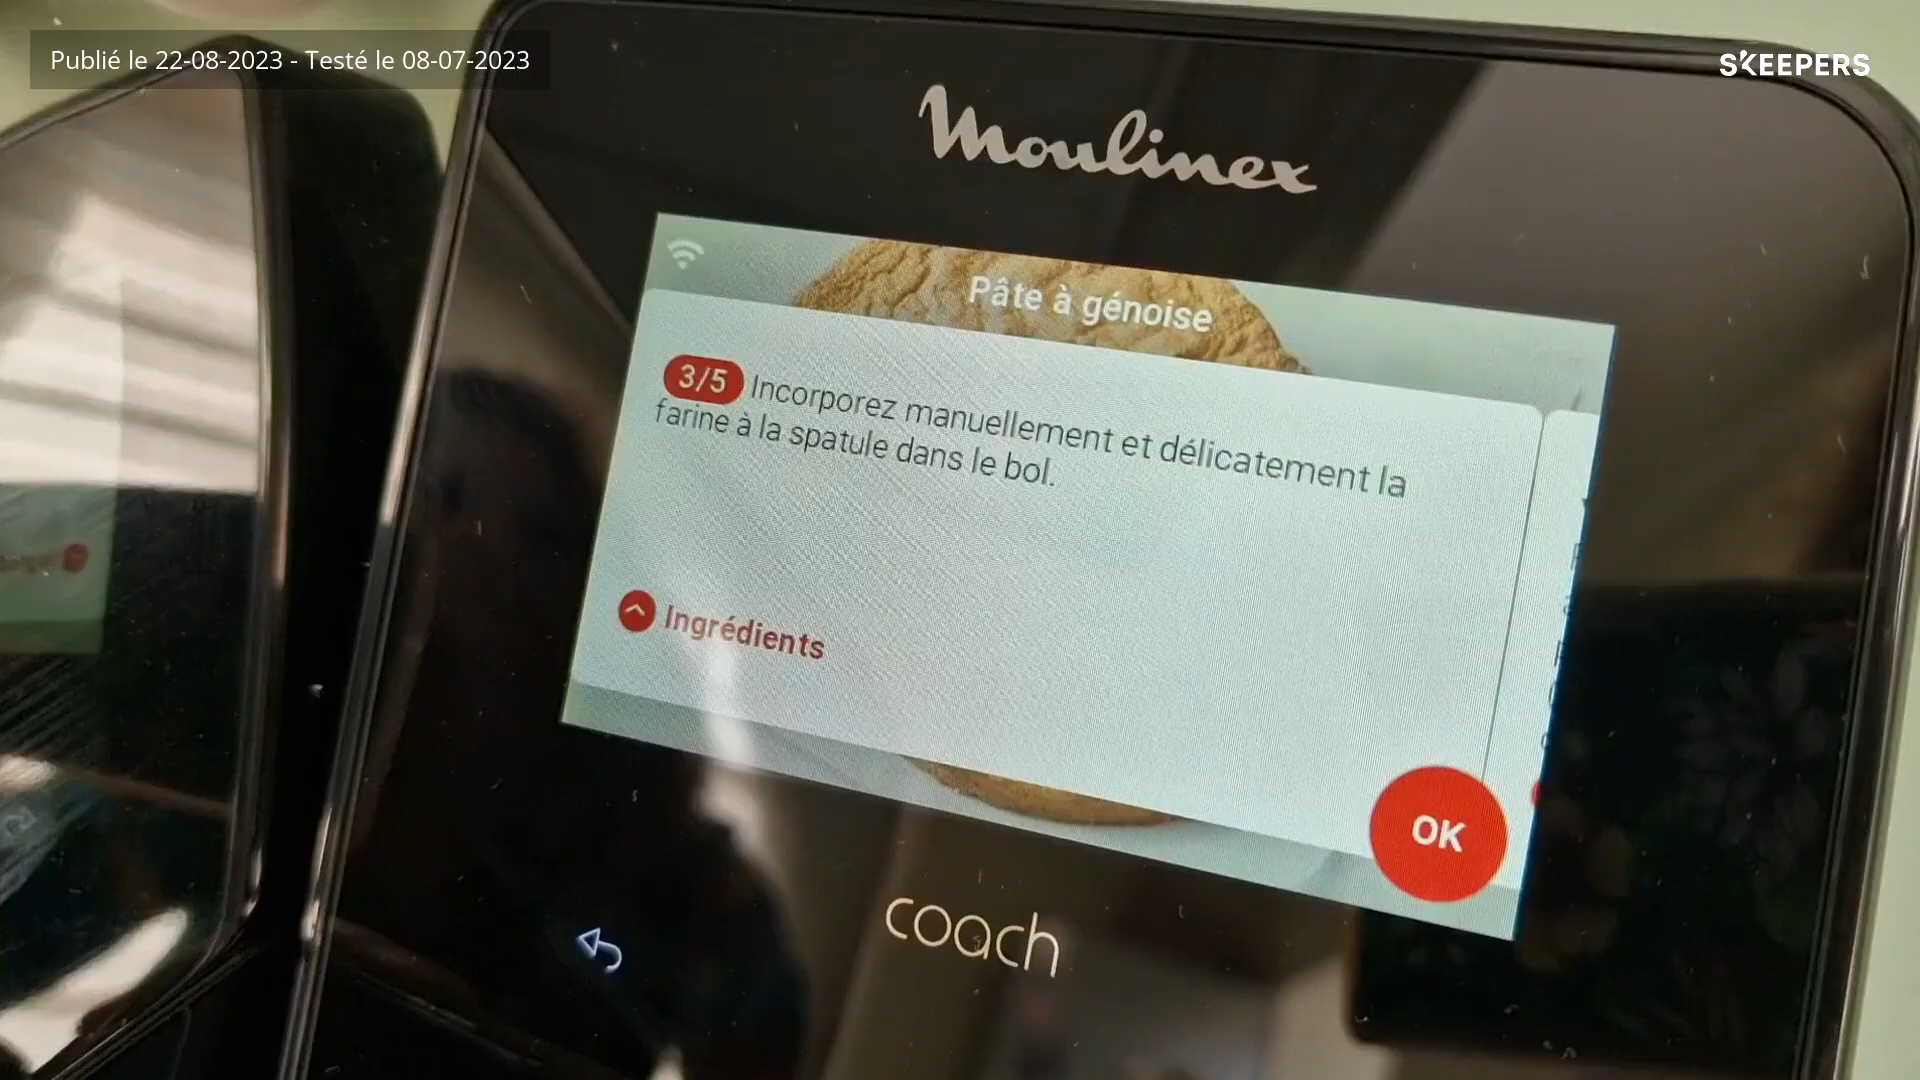 Publié le 22-08-2023 - Testé le 08-07-2023
SKEEPERS
Moulinex
Pâte à génoise
3/5 Incorporez manuellement et délicatement la
farine à la spatule dans le bol.
Ingrédients
OK
coach